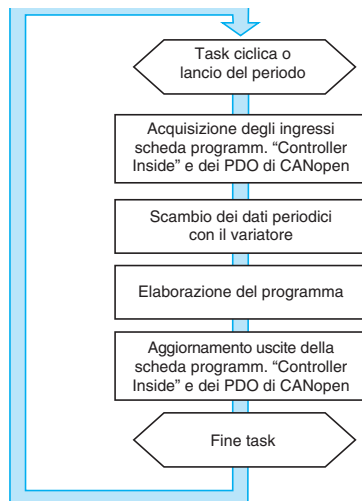 Task ciclica o
lancio del periodo
Acquisizione degli ingressi
scheda programm. “Controller
Inside” e dei PDO di CANopen
Scambio dei dati periodici
con il variatore
Elaborazione del programma
Aggiornamento uscite della
scheda programm. “Controller
Inside” e dei PDO di CANopen
Fine task